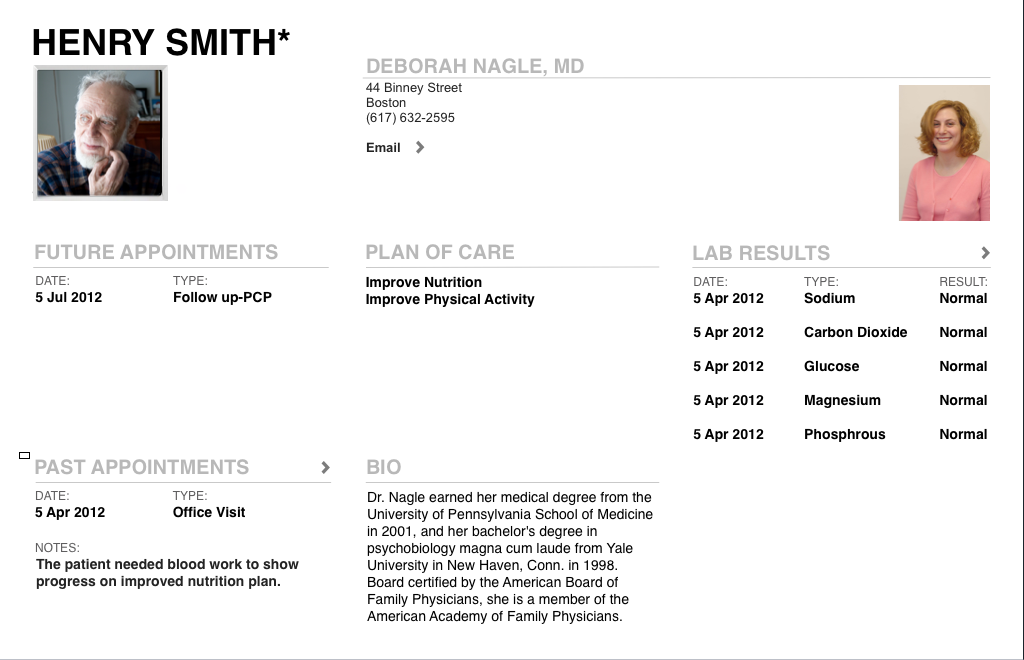 HENRY SMITH*
DEBORAH NAGLE, MD
44 Binney Street
Boston
(617) 632-2595
Email
FUTURE APPOINTMENTS
DATE: TYPE:
5 Jul 2012 Follow up-PCP
PLAN OF CARE
Improve Nutrition
Improve Physical Activity
LAB RESULTS
DATE: TYPE: RESULT:
5 Apr 2012 Sodium Normal
5 Apr 2012 Carbon Dioxide Normal
5 Apr 2012 Glucose Normal
5 Apr 2012 Magnesium Normal
5 Apr 2012 Phosphrous Normal
PAST APPOINTMENTS
DATE: TYPE:
5 Apr 2012 Office Visit
NOTES:
The patient needed blood work to show
progress on improved nutrition plan.
BIO
Dr. Nagle earned her medical degree from the
University of Pennsylvania School of Medicine
in 2001, and her bachelor's degree in
psychobiology magna cum laude from Yale
University in New Haven, Conn. in 1998.
Board certified by the American Board of
Family Physicians, she is a member of the
American Academy of Family Physicians.